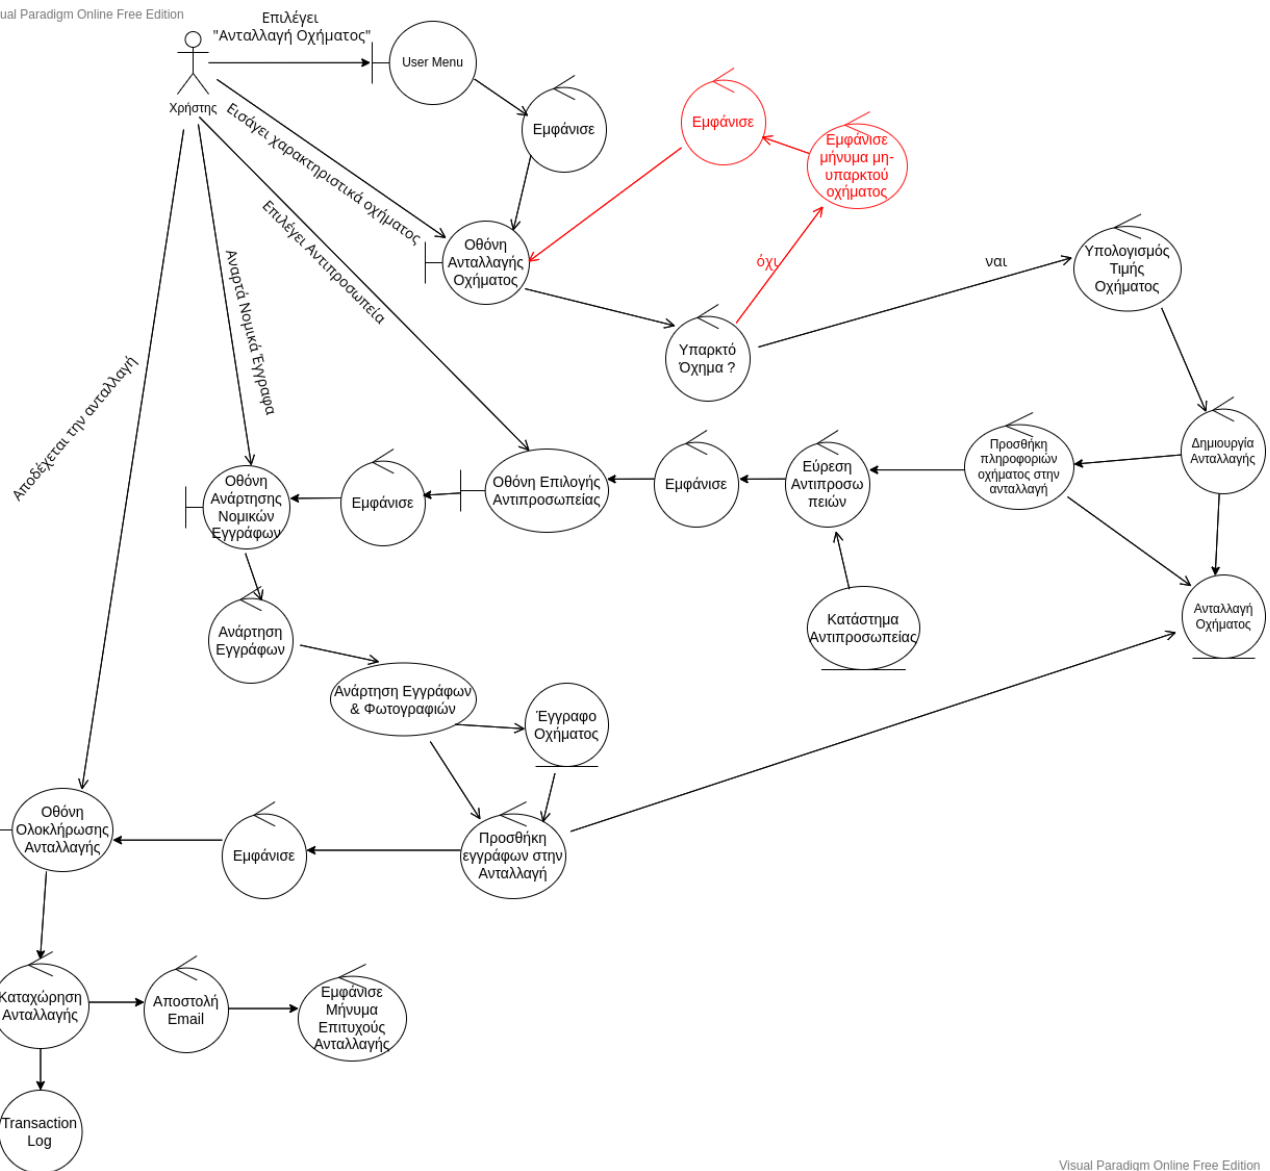 ual Paradigm Online Free Edition
Επιλέγει
"Ανταλλαγή Οχήματος"
User Menu
Χρήστης
Εμφάνισε
Εμφάνισε
Εμφάνισε
μήνυμα μη-
υπαρκτού
οχήματος
Εισάγει χαρακτηριστικά οχήματος
Επιλέγει Αντιπροσωπεία
Αναρτά Νομικά Έγγραφα
Αποδέχεται την ανταλλαγή
Οθόνη
Ανταλλαγής
Οχήματος
όχι
ναι
Υπολογισμός
Τιμής
Οχήματος
Υπαρκτό
Όχημα ?
Δημιουργία
Ανταλλαγής
Προσθήκη
πληροφοριών
οχήματος στην
ανταλλαγή
Εύρεση
Αντιπροσω
πειών
Εμφάνισε
Οθόνη Επιλογής
Αντιπροσωπείας
Εμφάνισε
Οθόνη
Ανάρτησης
Νομικών
Εγγράφων
Κατάστημα
Αντιπροσωπείας
Ανταλλαγή
Οχήματος
Ανάρτηση
Εγγράφων
Ανάρτηση Εγγράφων
& Φωτογραφιών
Έγγραφο
Οχήματος
Οθόνη
Ολοκλήρωσης
Ανταλλαγής
Εμφάνισε
Προσθήκη
εγγράφων στην
Ανταλλαγή
Καταχώρηση
Ανταλλαγής
Αποστολή
Email
Εμφάνισε
Μήνυμα
Επιτυχούς
Ανταλλαγής
Transaction
Log
Visual Paradigm Online Free Edition